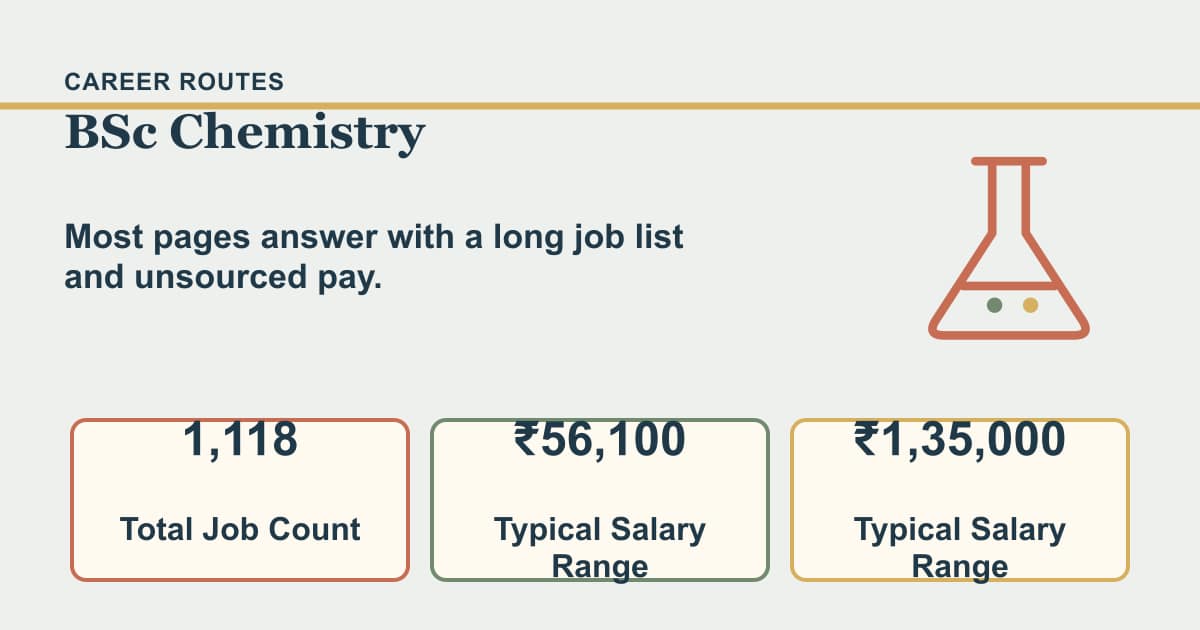 CAREER ROUTES
BSc Chemistry
Most pages answer with a long job list
and unsourced pay.
1,118
Total Job Count
₹56,100
Typical Salary
Range
₹1,35,000
Typical Salary
Range